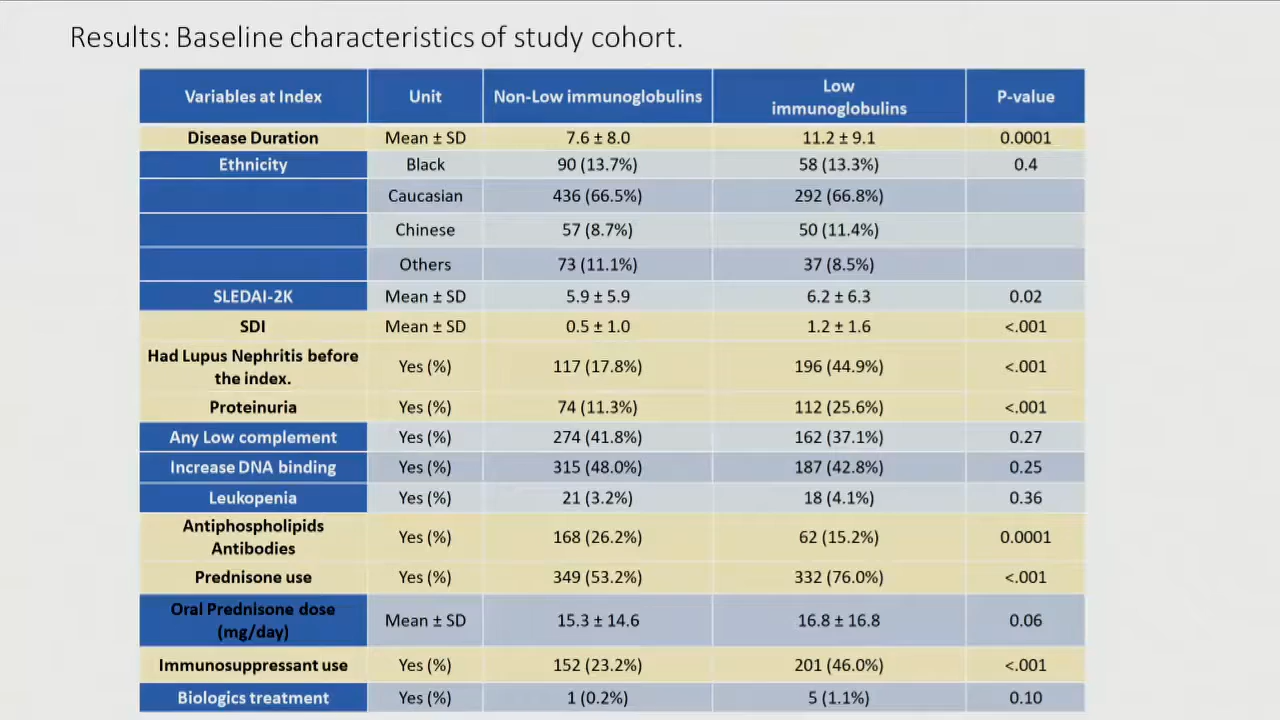 Results: Baseline characteristics of study cohort.
Variables at Index Unit Non-Low immunoglobulins Low immunoglobulins P-value
Disease Duration Mean ± SD 7.6 ± 8.0 11.2 ± 9.1 0.0001
Ethnicity Black 90 (13.7%) 58 (13.3%) 0.4
Caucasian 436 (66.5%) 292 (66.8%)
Chinese 57 (8.7%) 50 (11.4%)
Others 73 (11.1%) 37 (8.5%)
SLEDAI-2K Mean ± SD 5.9 ± 5.9 6.2 ± 6.3 0.02
SDI Mean ± SD 0.5 ± 1.0 1.2 ± 1.6 <.001
Had Lupus Nephritis before the index. Yes (%) 117 (17.8%) 196 (44.9%) <.001
Proteinuria Yes (%) 74 (11.3%) 112 (25.6%) <.001
Any Low complement Yes (%) 274 (41.8%) 162 (37.1%) 0.27
Increase DNA binding Yes (%) 315 (48.0%) 187 (42.8%) 0.25
Leukopenia Yes (%) 21 (3.2%) 18 (4.1%) 0.36
Antiphospholipids Antibodies Yes (%) 168 (26.2%) 62 (15.2%) 0.0001
Prednisone use Yes (%) 349 (53.2%) 332 (76.0%) <.001
Oral Prednisone dose (mg/day) Mean ± SD 15.3 ± 14.6 16.8 ± 16.8 0.06
Immunosuppressant use Yes (%) 152 (23.2%) 201 (46.0%) <.001
Biologics treatment Yes (%) 1 (0.2%) 5 (1.1%) 0.10